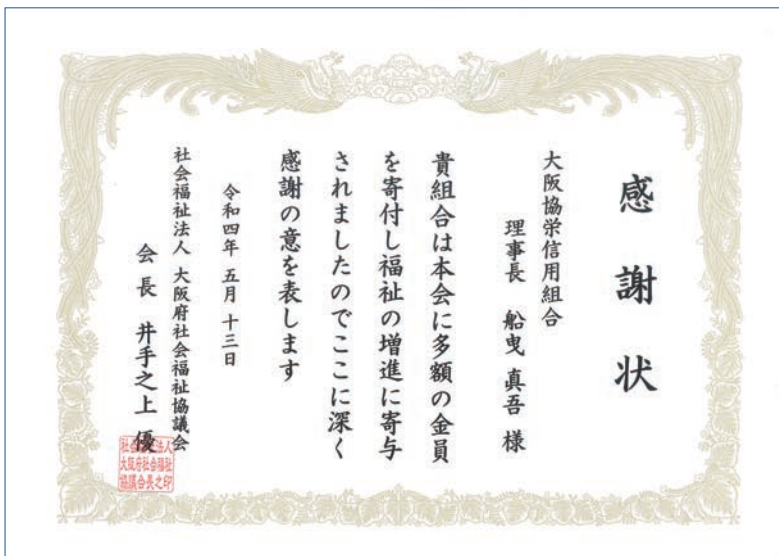 感謝状
大阪協栄信用組合
理事長 船曳 真吾 様
貴組合は本会に多額の金員
を寄付し福祉の増進に寄与
されましたのでここに深く
感謝の意を表します
令和四年 五月 十三日
社会福祉法人 大阪府社会福祉協議会
会長 井手之上 優
社会福祉法人
大阪府社会福祉
協議会長之印